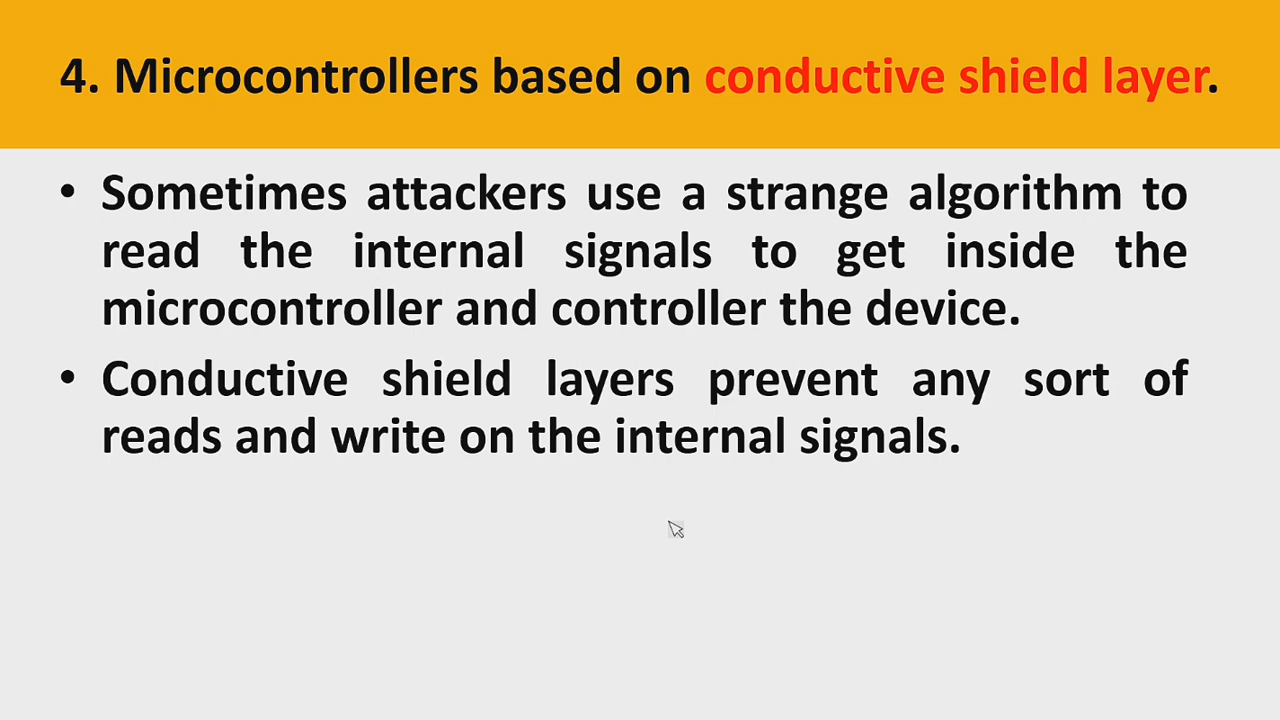 4. Microcontrollers based on conductive shield layer.
• Sometimes attackers use a strange algorithm to
read the internal signals to get inside the
microcontroller and controller the device.
• Conductive shield layers prevent any sort of
reads and write on the internal signals.